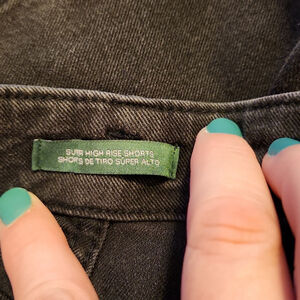 SUPER HIGH RISE SHORTS
SHORTS DE TIRO SÚPER ALTO